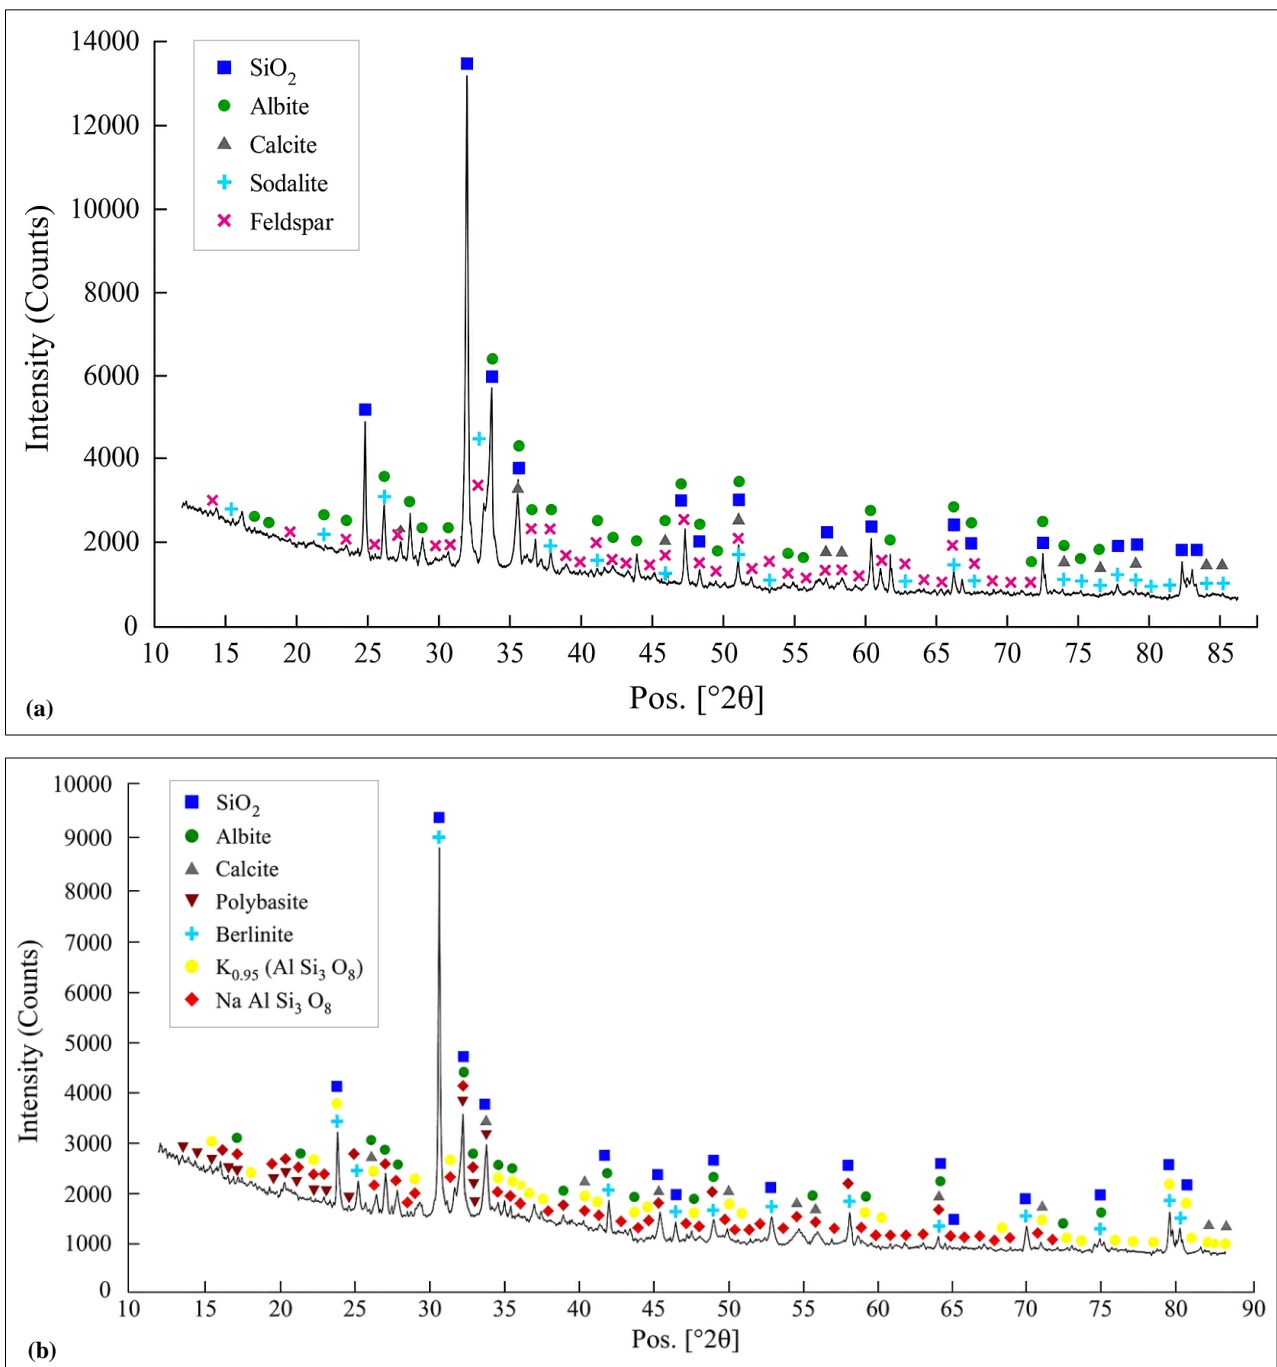 14000
12000
10000
8000
6000
4000
2000
0
Intensity (Counts)
SiO2
Albite
Calcite
Sodalite
Feldspar
10 15 20 25 30 35 40 45 50 55 60 65 70 75 80 85
Pos. [°2θ]
(a)
10000
9000
8000
7000
6000
5000
4000
3000
2000
1000
0
Intensity (Counts)
SiO2
Albite
Calcite
Polybasite
Berlinite
K0.95 (Al Si3 O8)
Na Al Si3 O8
10 15 20 25 30 35 40 45 50 55 60 65 70 75 80 90
Pos. [°2θ]
(b)